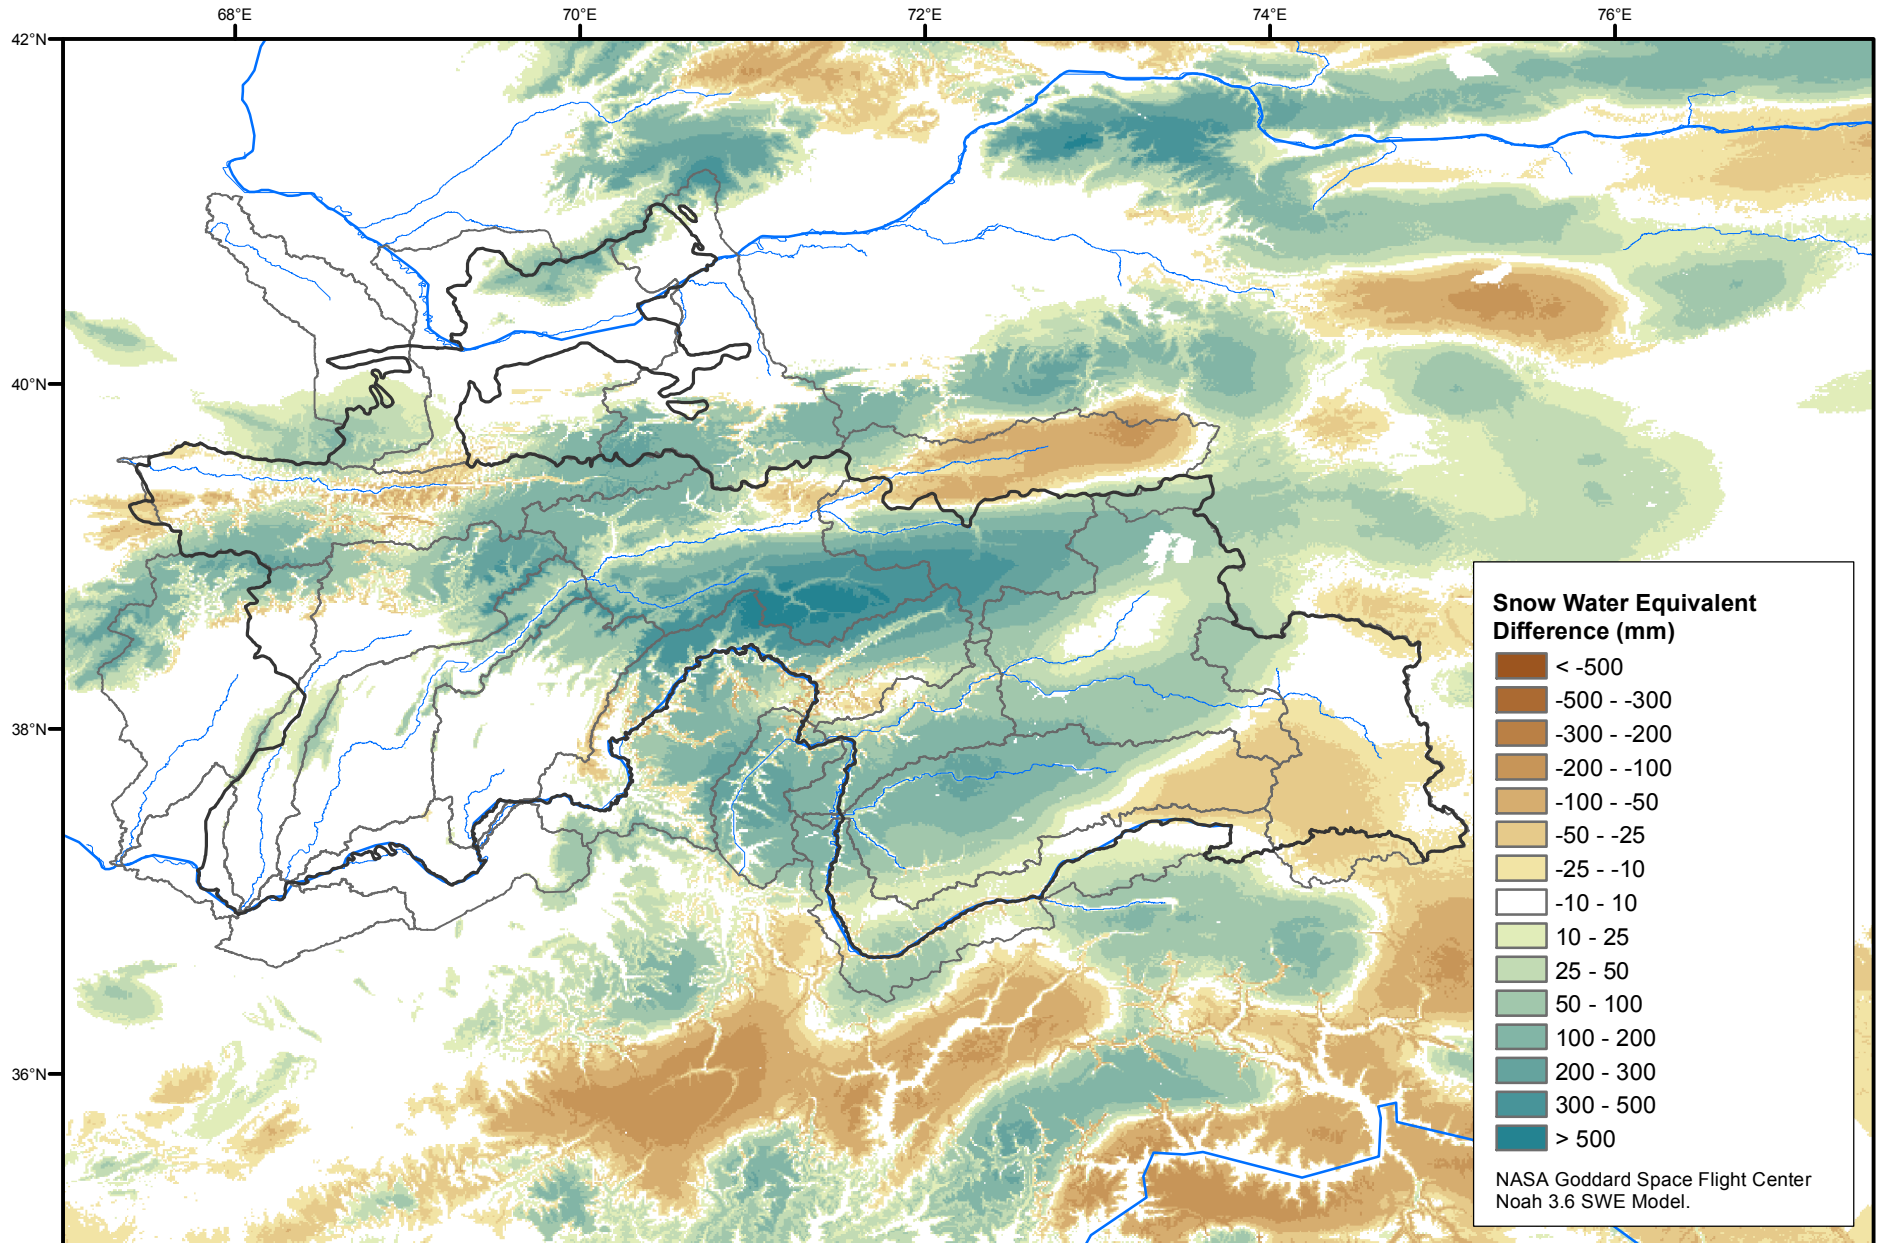 68°E 70°E 72°E 74°E 76°E
42°N
40°N
38°N
36°N
Snow Water Equivalent
Difference (mm)
< -500
-500 - -300
-300 - -200
-200 - -100
-100 - -50
-50 - -25
-25 - -10
-10 - 10
10 - 25
25 - 50
50 - 100
100 - 200
200 - 300
300 - 500
> 500
NASA Goddard Space Flight Center
Noah 3.6 SWE Model.